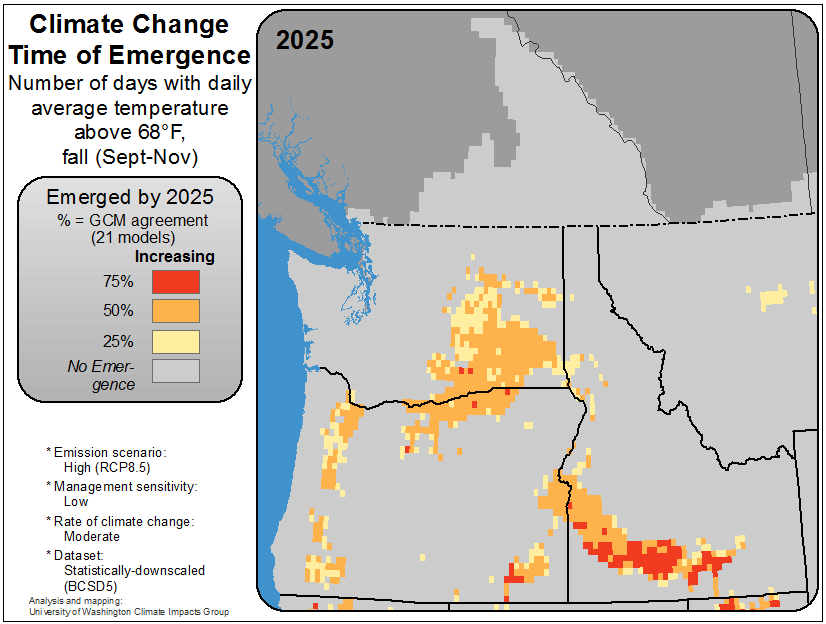 Climate Change
Time of Emergence
Number of days with daily
average temperature
above 68°F,
fall (Sept-Nov)
Emerged by 2025
% = GCM agreement
(21 models)
Increasing
75%
50%
25%
No Emer-
gence
* Emission scenario:
High (RCP8.5)
* Management sensitivity:
Low
* Rate of climate change:
Moderate
* Dataset:
Statistically-downscaled
(BCSD5)
Analysis and mapping:
University of Washington Climate Impacts Group
2025